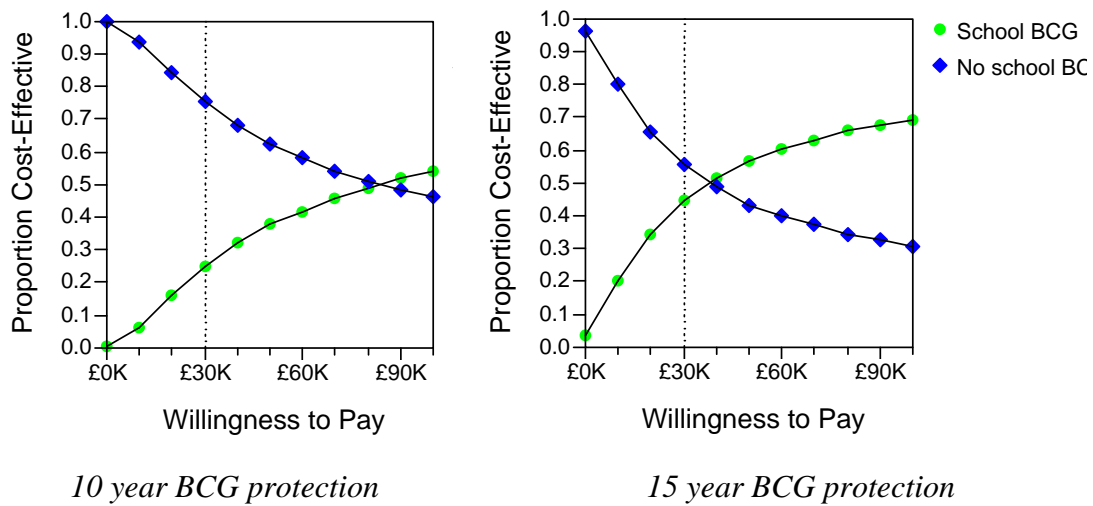 Proportion Cost-Effective
1.0
0.9
0.8
0.7
0.6
0.5
0.4
0.3
0.2
0.1
0.0
£0K £30K £60K £90K
Willingness to Pay
10 year BCG protection
Proportion Cost-Effective
1.0
0.9
0.8
0.7
0.6
0.5
0.4
0.3
0.2
0.1
0.0
£0K £30K £60K £90K
Willingness to Pay
15 year BCG protection
School BCG
No school BC